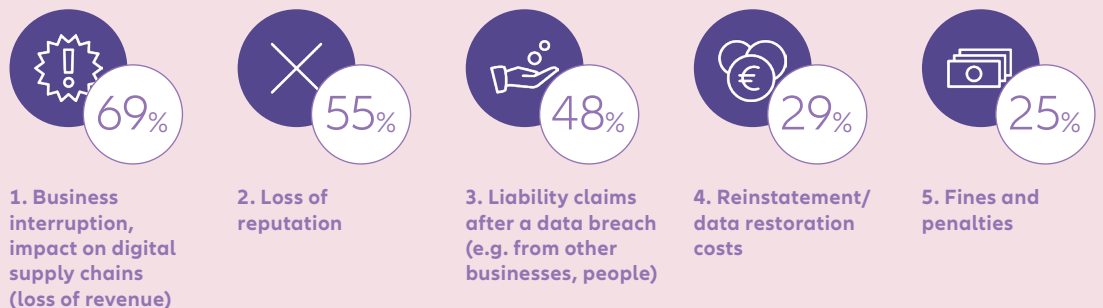 69%
55%
48%
€
29%
25%
1. Business
interruption,
impact on digital
supply chains
(loss of revenue)
2. Loss of
reputation
3. Liability claims
after a data breach
(e.g. from other
businesses, people)
4. Reinstatement/
data restoration
costs
5. Fines and
penalties